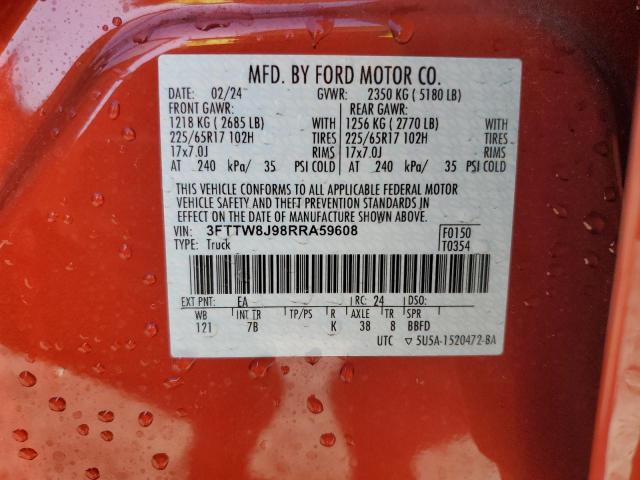 MFD. BY FORD MOTOR CO.
DATE: 02/24 GVWR: 2350 KG ( 5180 LB)
FRONT GAWR: REAR GAWR:
1218 KG ( 2685 LB) WITH 1256 KG ( 2770 LB) WITH
225/65R17 102H TIRES 225/65R17 102H TIRES
17x7.0J RIMS 17x7.0J RIMS
AT 240 kPa/ 35 PSI COLD AT 240 kPa/ 35 PSI COLD
THIS VEHICLE CONFORMS TO ALL APPLICABLE FEDERAL MOTOR
VEHICLE SAFETY AND THEFT PREVENTION STANDARDS IN
EFFECT ON THE DATE OF MANUFACTURE SHOWN ABOVE.
VIN: 3FTTW8J98RRA59608 F0150
TYPE: Truck T0354
EXT PNT: EA RC: 24 DSO:
WB INT TR TP/PS R AXLE TR SPR
121 7B K 38 8 BBFD
UTC ▽ 5U5A-1520472-BA